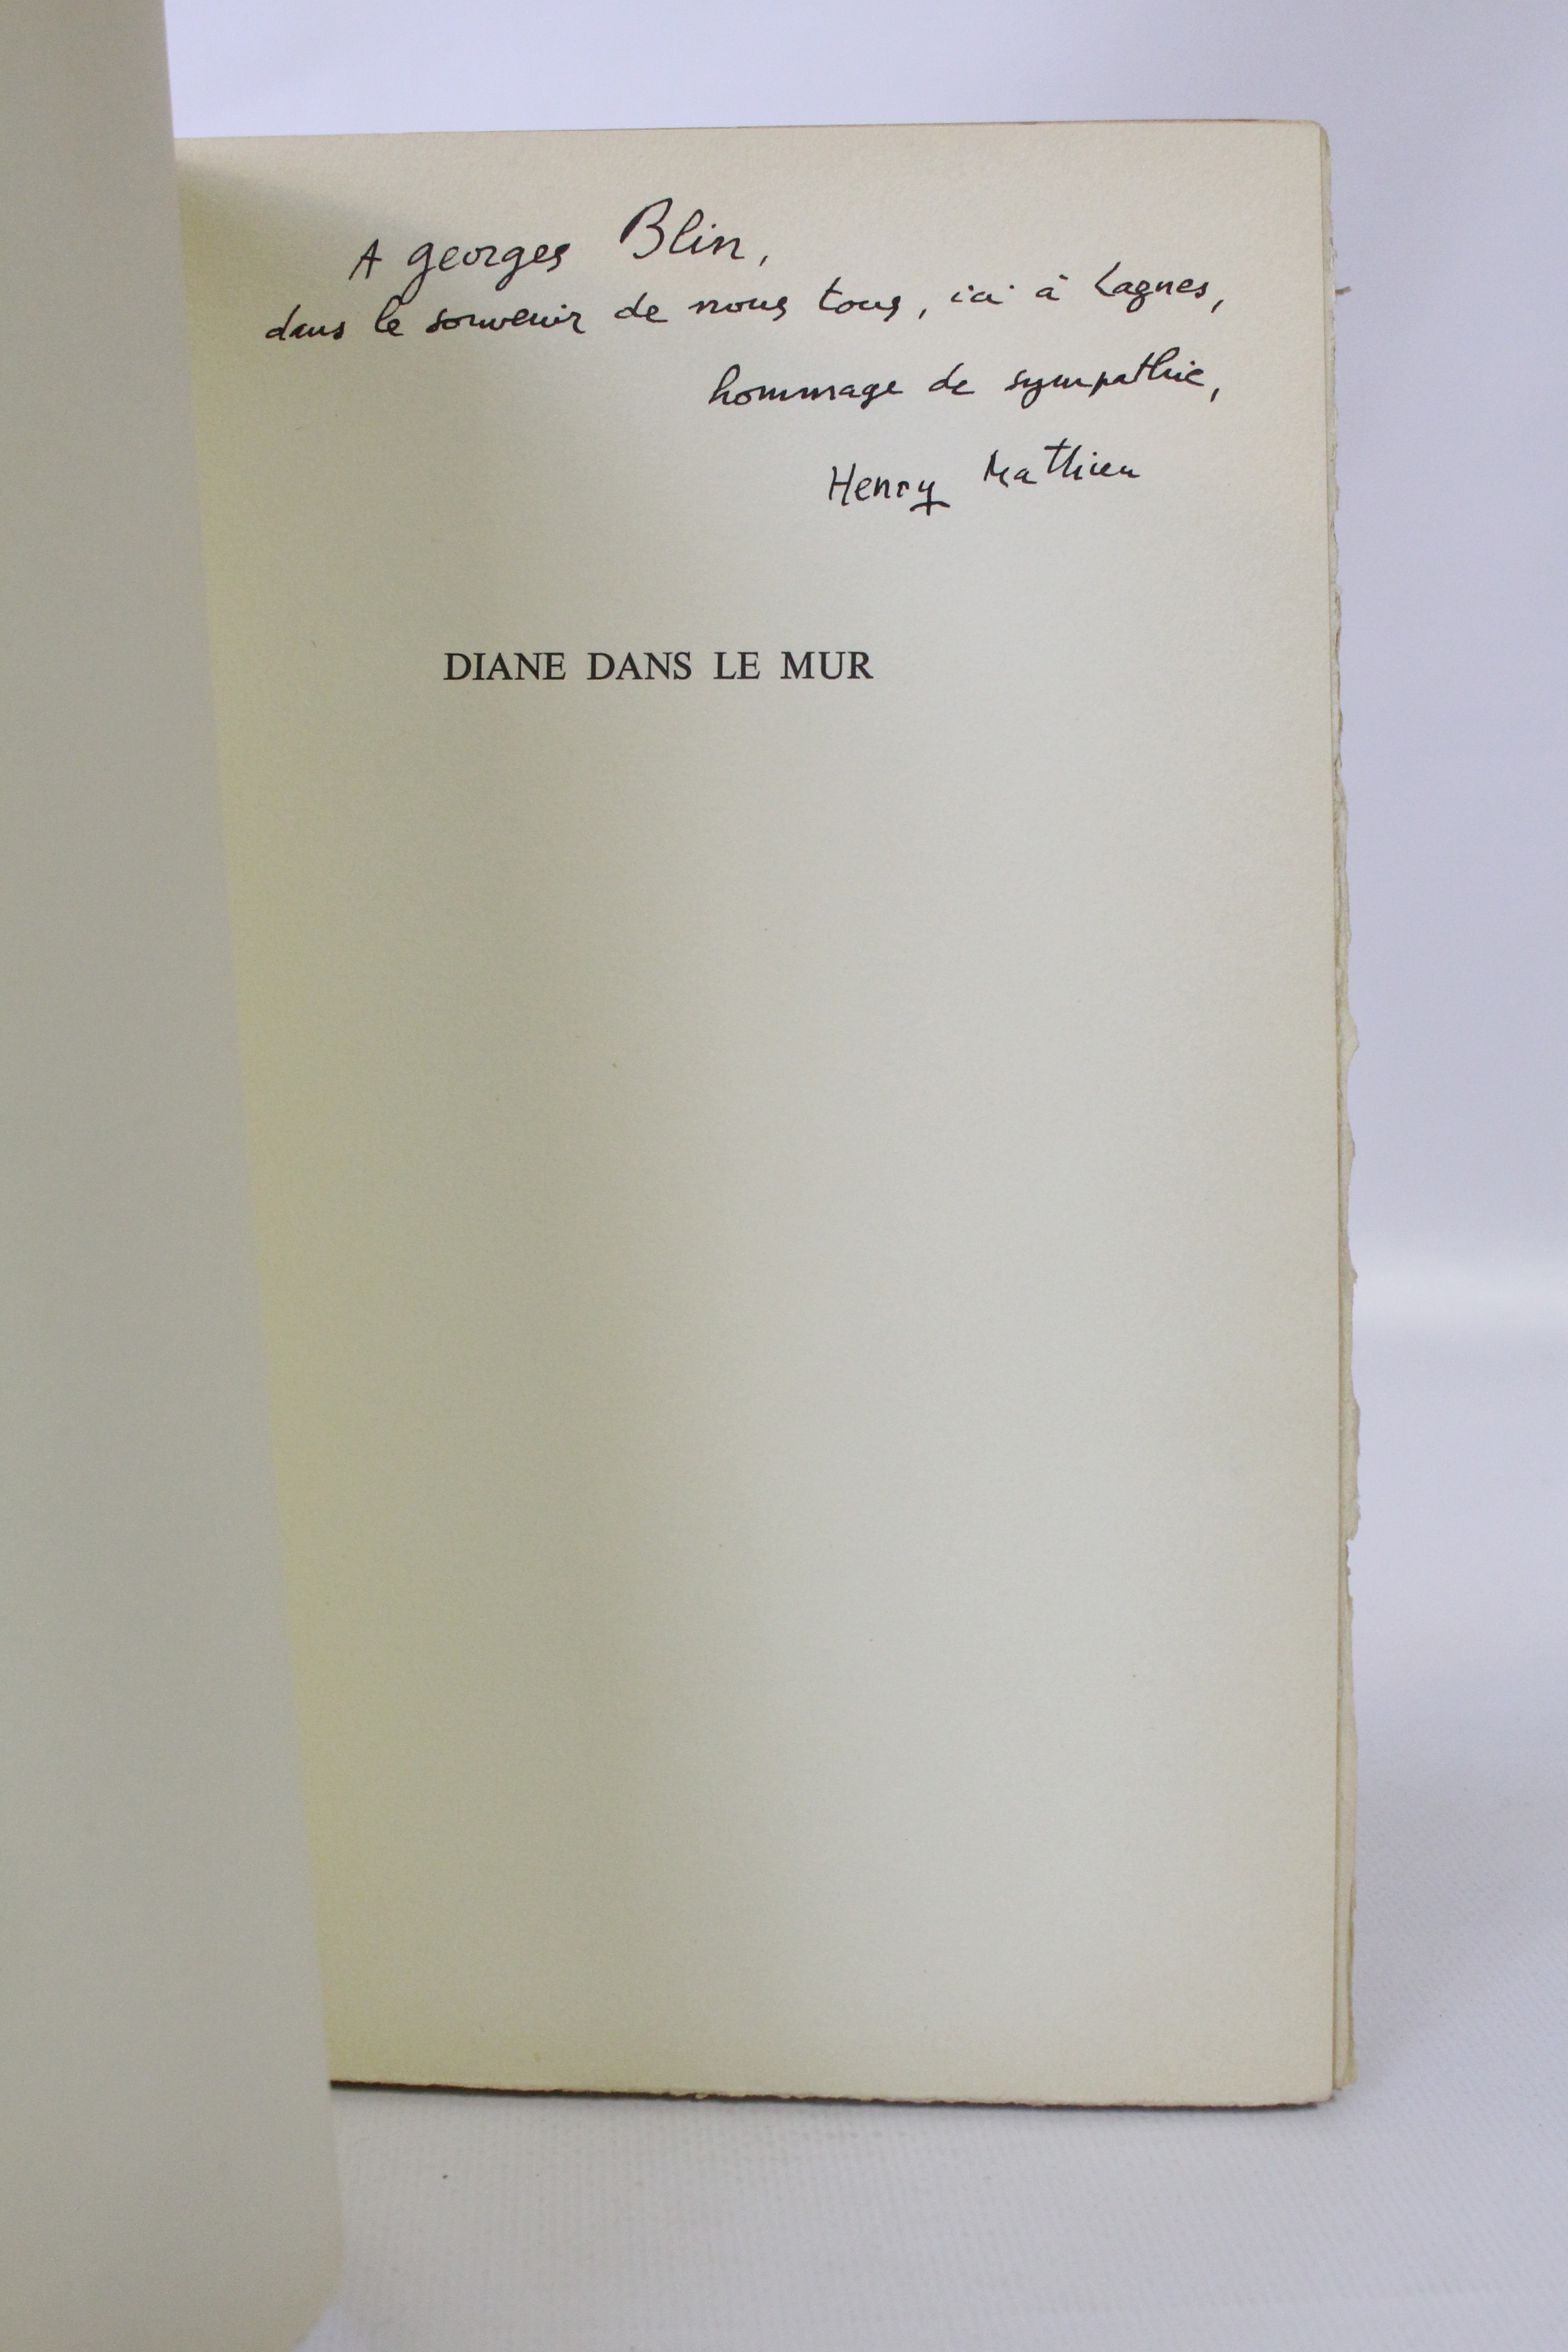 A georges Blin,
dans le souvenir de nous tous, ici à Lagnes,
hommage de sympathie,
Henry Mathieu
DIANE DANS LE MUR